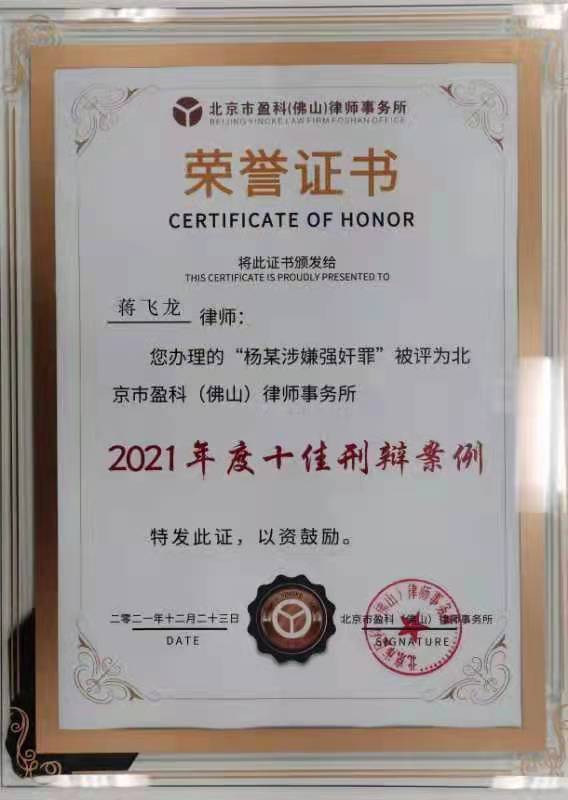 北京市盈科(佛山)律师事务所
BEIJING YINGKE LAW FIRM FOSHAN OFFICE
荣誉证书
CERTIFICATE OF HONOR
将此证书颁发给
THIS CERTIFICATE IS PROUDLY PRESENTED TO
蒋飞龙 律师：
您办理的“杨某涉嫌强奸罪”被评为北
京市盈科（佛山）律师事务所
2021年度十佳刑辩案例
特发此证，以资鼓励。
二零二一年十二月二十三日
DATE
北京市盈科（佛山）律师事务所
SIGNATURE